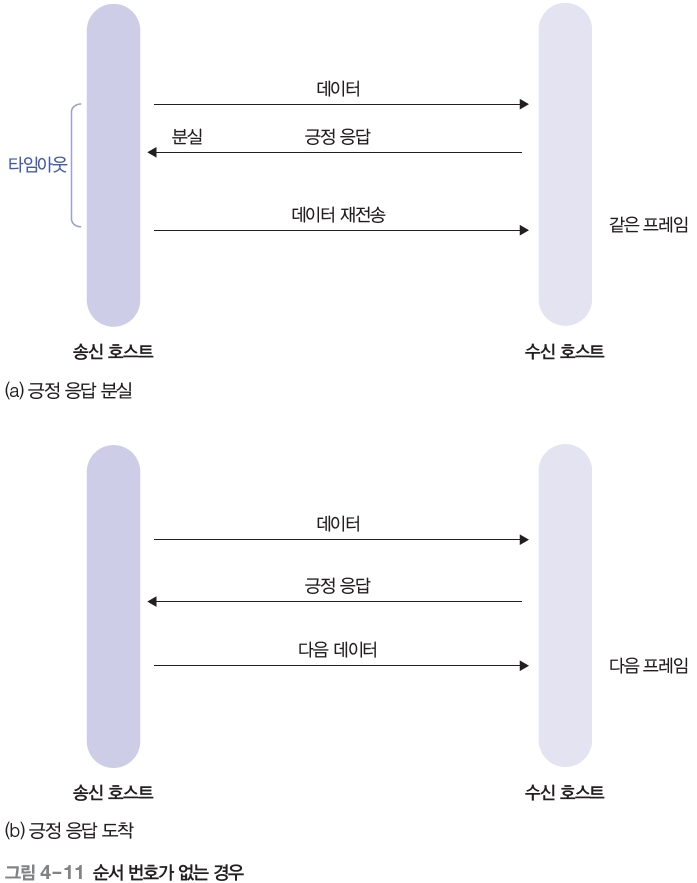 데이터
분실
긍정 응답
타임아웃
데이터 재전송
같은 프레임
송신 호스트
수신 호스트
(a) 긍정 응답 분실
데이터
긍정 응답
다음 데이터
다음 프레임
송신 호스트
수신 호스트
(b) 긍정 응답 도착
그림 4-11 순서 번호가 없는 경우